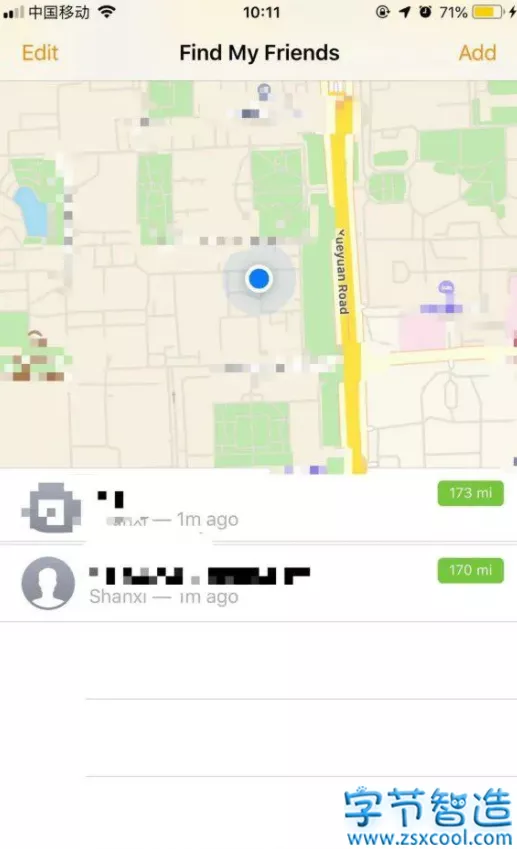 中国移动 10:11 71%
Edit Find My Friends Add
Yueyuan Road
173 mi
— 1m ago
170 mi
Shanxi — 1m ago
字节智造
www.zsxcool.com